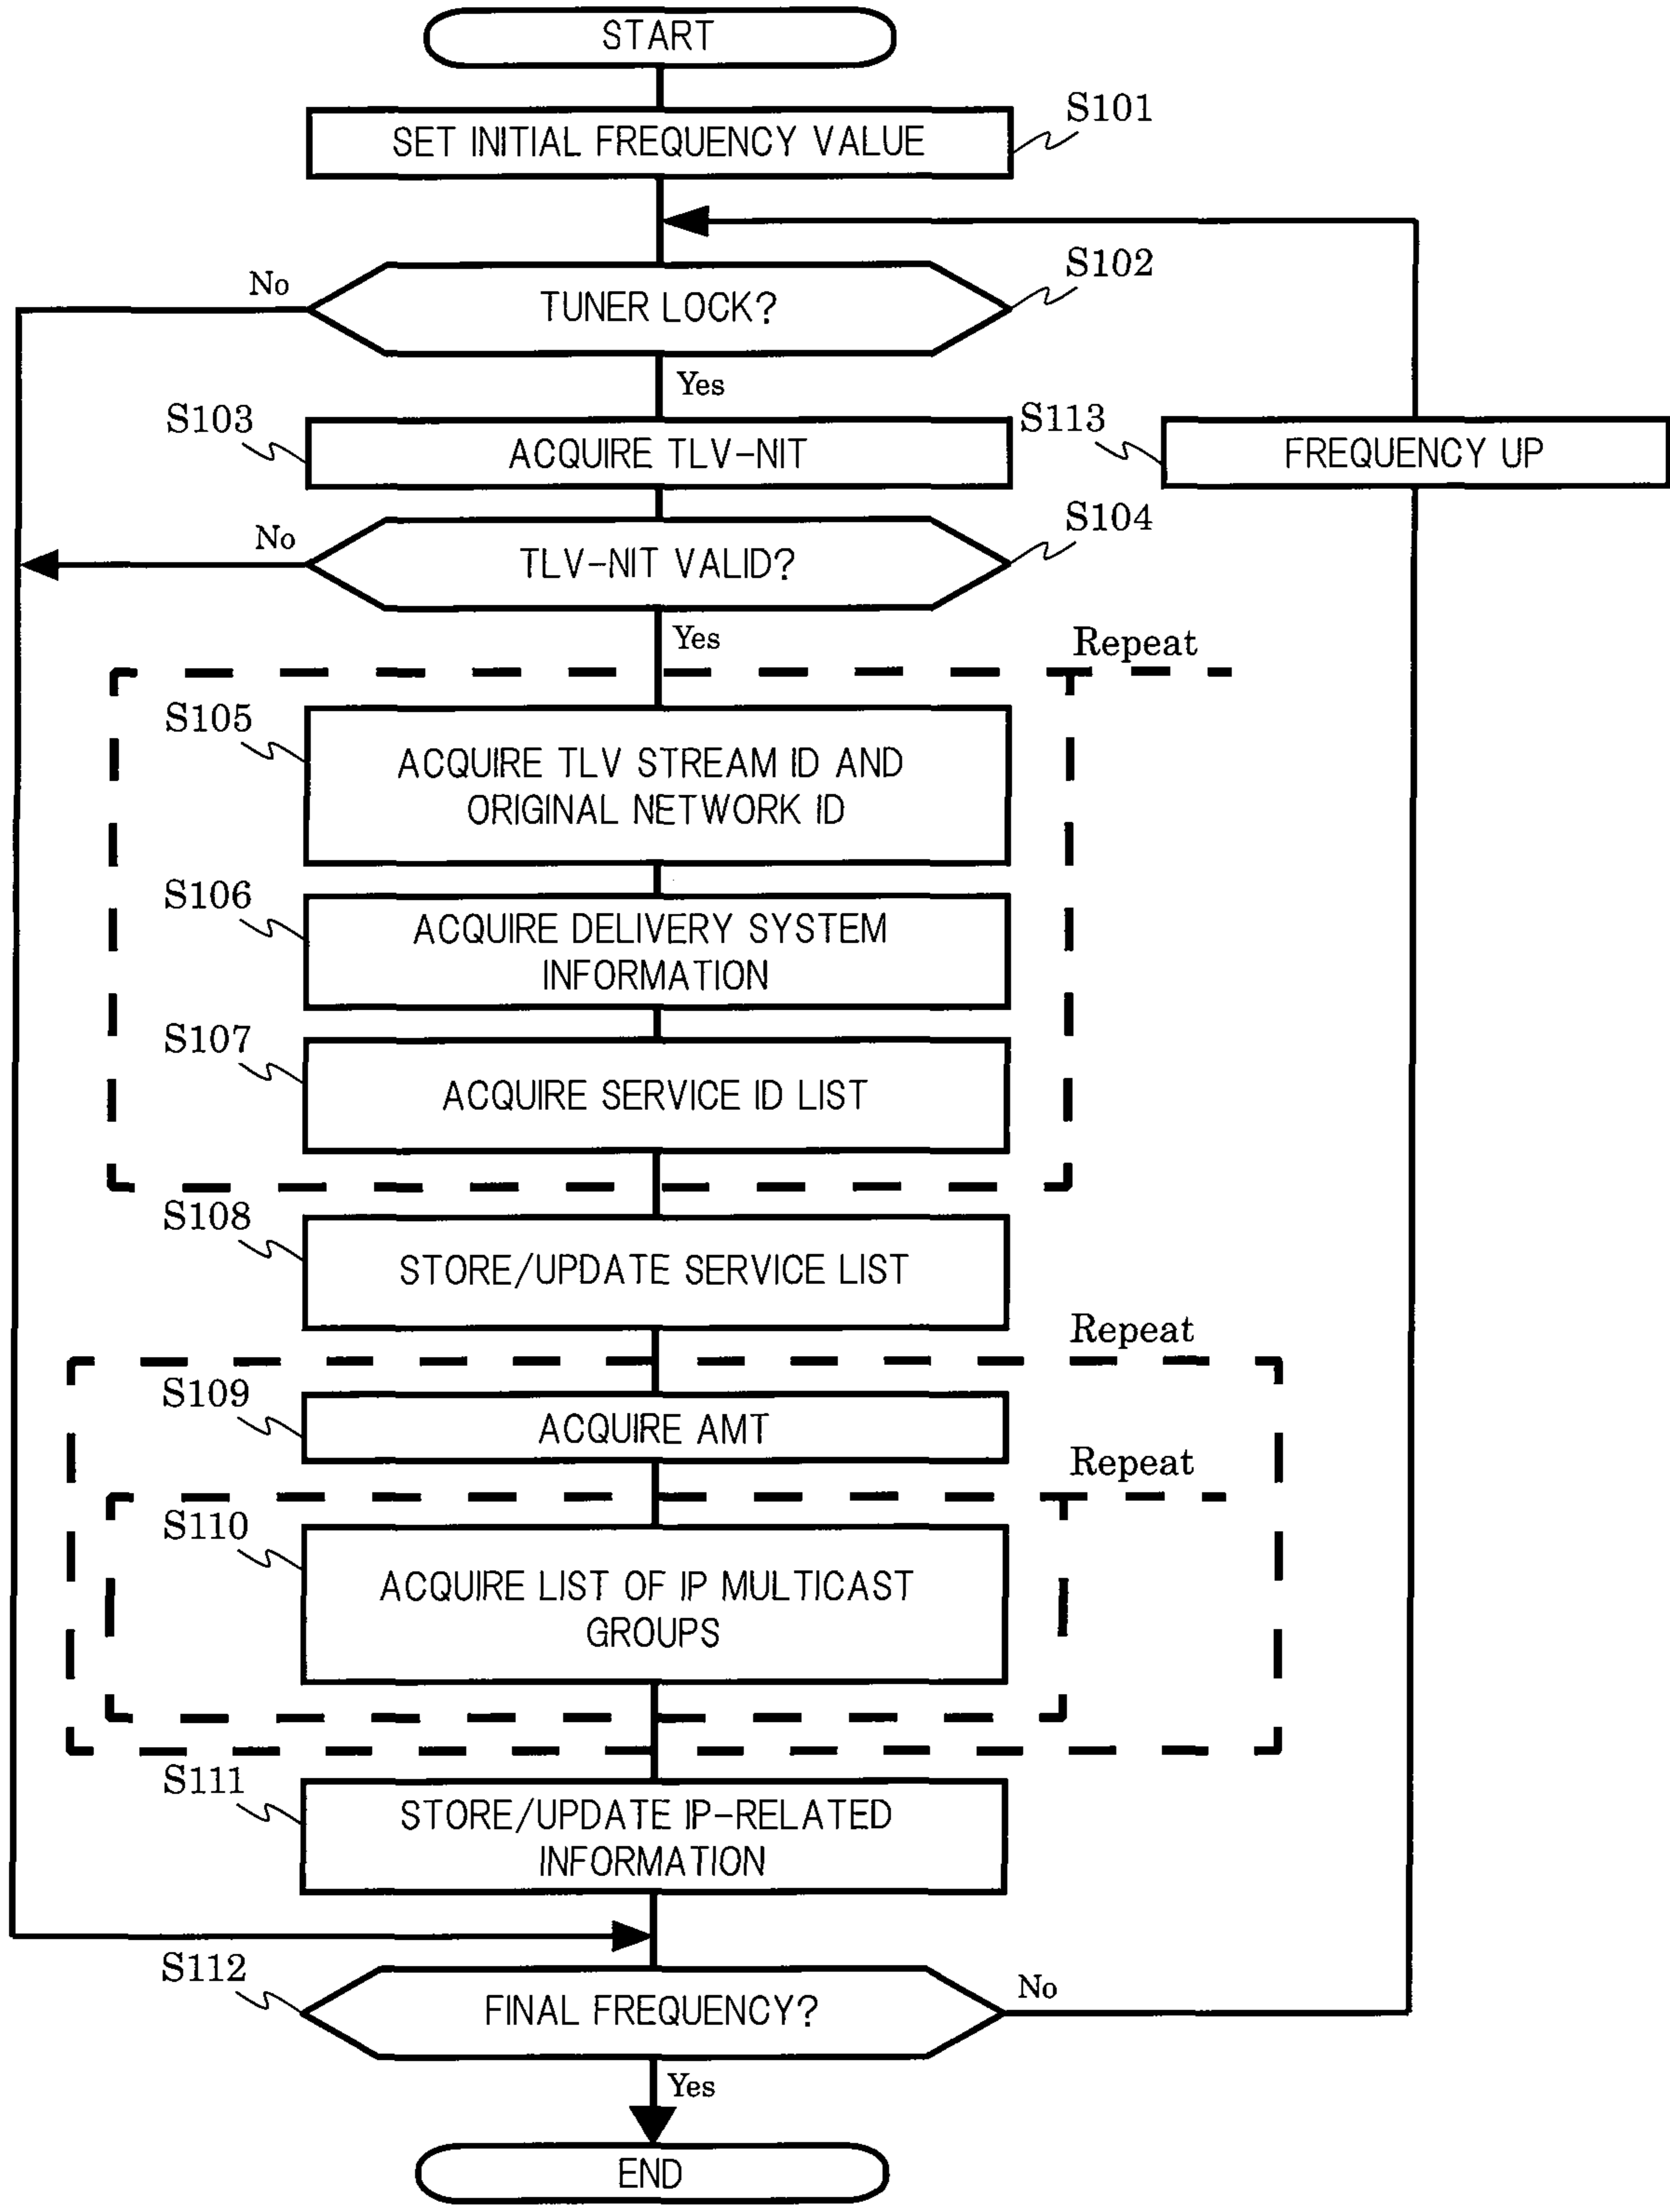 START
SET INITIAL FREQUENCY VALUE
S101
No
TUNER LOCK?
S102
Yes
S103
ACQUIRE TLV-NIT
S113
FREQUENCY UP
No
TLV-NIT VALID?
S104
Yes
Repeat
S105
ACQUIRE TLV STREAM ID AND
ORIGINAL NETWORK ID
S106
ACQUIRE DELIVERY SYSTEM
INFORMATION
S107
ACQUIRE SERVICE ID LIST
S108
STORE/UPDATE SERVICE LIST
Repeat
S109
ACQUIRE AMT
Repeat
S110
ACQUIRE LIST OF IP MULTICAST
GROUPS
S111
STORE/UPDATE IP-RELATED
INFORMATION
S112
FINAL FREQUENCY?
No
Yes
END